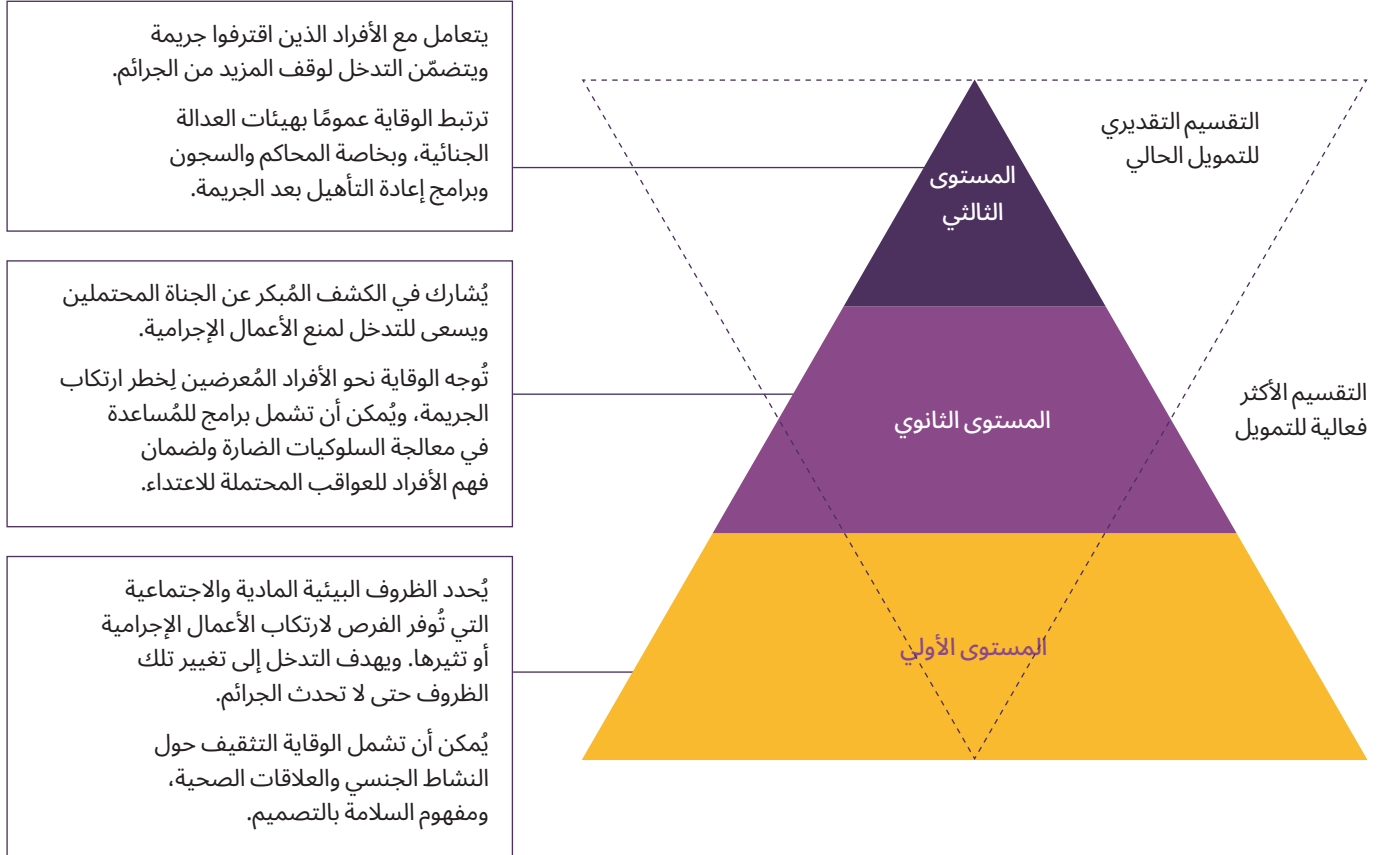 يتعامل مع الأفراد الذين اقترفوا جريمة
ويتضمّن التدخل لوقف المزيد من الجرائم.
ترتبط الوقاية عمومًا بهيئات العدالة
الجنائية، وبخاصة المحاكم والسجون
وبرامج إعادة التأهيل بعد الجريمة.
المستوى
الثالثي
التقسيم التقديري
للتمويل الحالي
يُشارك في الكشف المُبكر عن الجناة المحتملين
ويسعى للتدخل لمنع الأعمال الإجرامية.
تُوجه الوقاية نحو الأفراد المُعرضين لِخطر ارتكاب
الجريمة، ويُمكن أن تشمل برامج للمُساعدة
في معالجة السلوكيات الضارة ولضمان
فهم الأفراد للعواقب المحتملة للاعتداء.
المستوى الثانوي
التقسيم الأكثر
فعالية للتمويل
يُحدد الظروف البيئية المادية والاجتماعية
التي تُوفر الفرص لارتكاب الأعمال الإجرامية
أو تثيرها. ويهدف التدخل إلى تغيير تلك
الظروف حتى لا تحدث الجرائم.
يُمكن أن تشمل الوقاية التثقيف حول
النشاط الجنسي والعلاقات الصحية،
ومفهوم السلامة بالتصميم.
المستوى الأولي